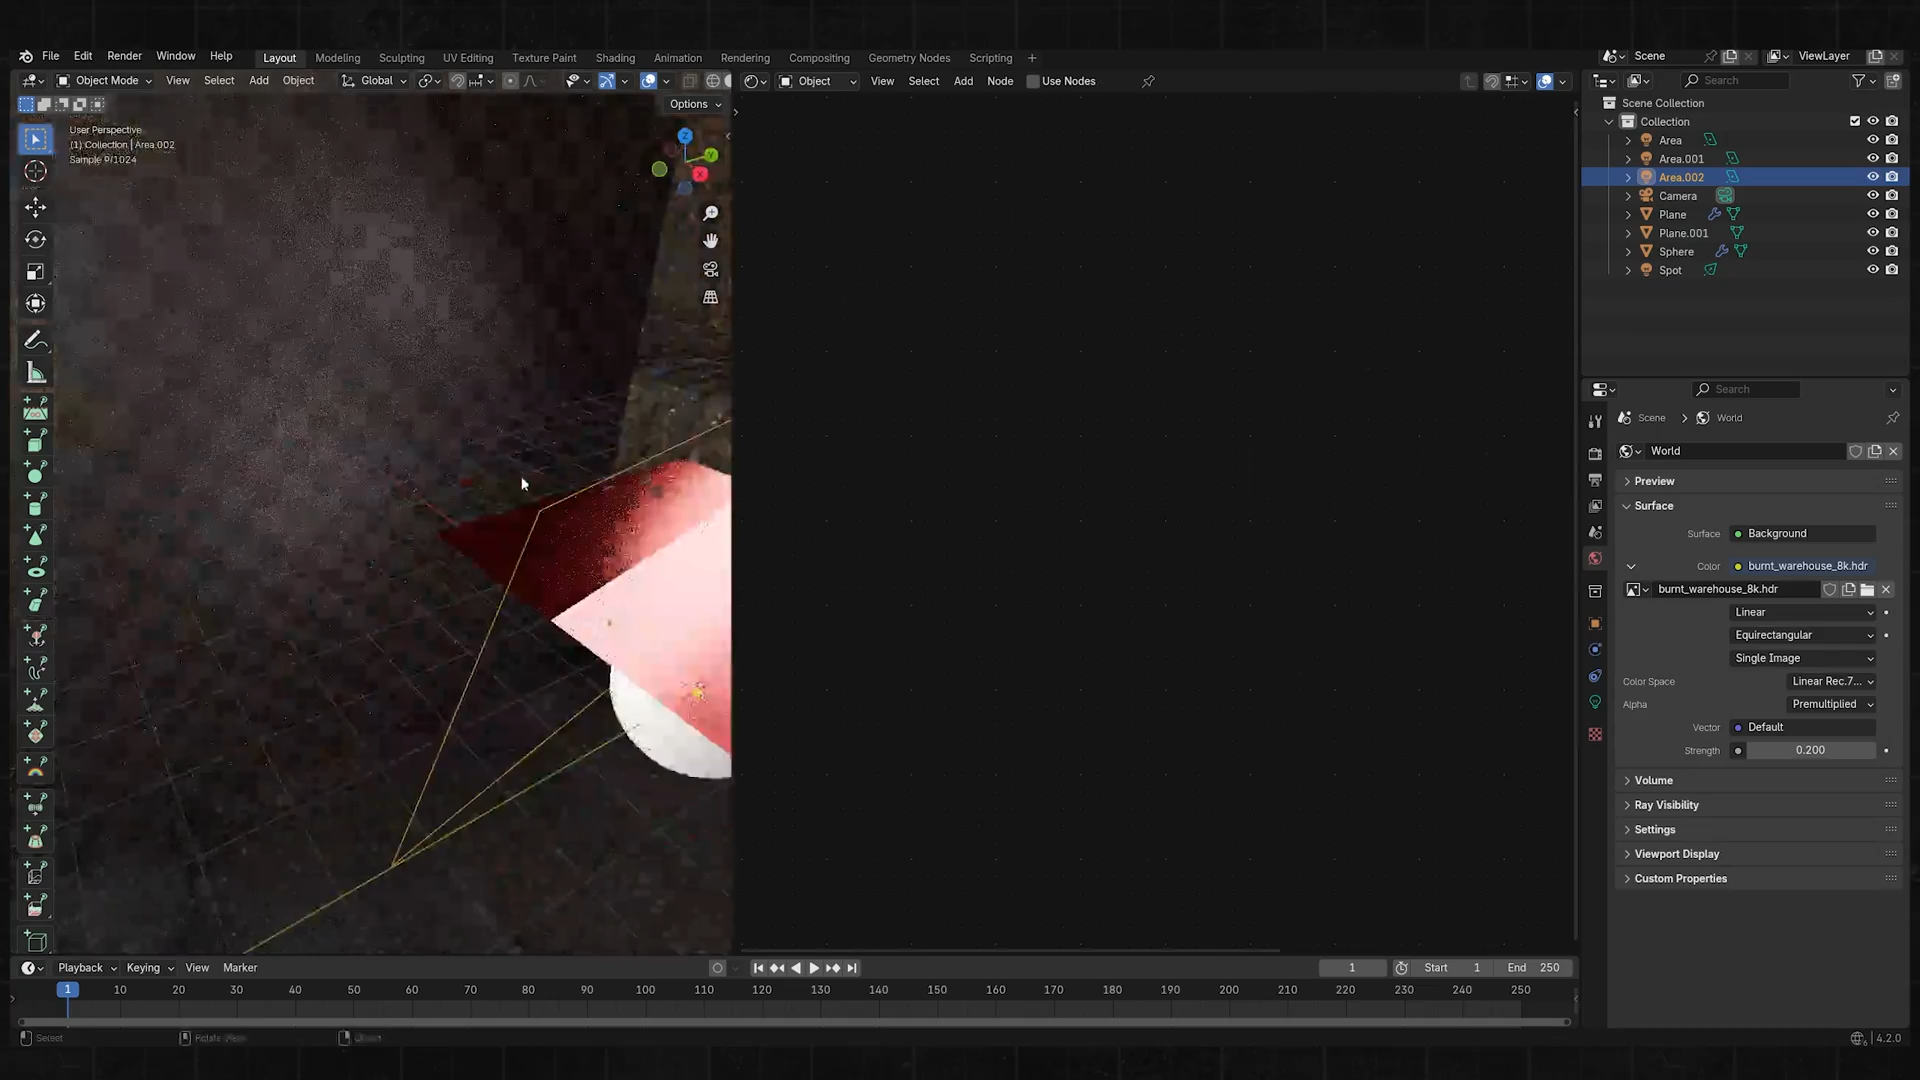 File Edit Render Window Help Layout Modeling Sculpting UV Editing Texture Paint Shading Animation Rendering Compositing Geometry Nodes Scripting + Scene ViewLayer
Object Mode View Select Add Object Global Object View Select Add Node Use Nodes Search
Options
User Perspective
(1) Collection | Area.002
Sample 9/1024
Z
Y
X
Scene Collection
Collection
Area
Area.001
Area.002
Camera
Plane
Plane.001
Sphere
Spot
Search
Scene > World
World
Preview
Surface
Surface Background
Color burnt_warehouse_8k.hdr
burnt_warehouse_8k.hdr
Linear
Equirectangular
Single Image
Color Space Linear Rec.7...
Alpha Premultiplied
Vector Default
Strength 0.200
Volume
Ray Visibility
Settings
Viewport Display
Custom Properties
Playback Keying View Marker 1 Start 1 End 250
1 10 20 30 40 50 60 70 80 90 100 110 120 130 140 150 160 170 180 190 200 210 220 230 240 250
Select Rotate View 4.2.0